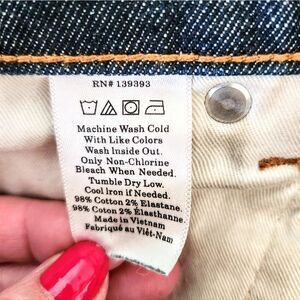 RN# 139393
Machine Wash Cold
With Like Colors
Wash Inside Out.
Only Non-Chlorine
Bleach When Needed.
Tumble Dry Low.
Cool Iron if Needed.
98% Cotton 2% Elastane.
98% Coton 2% Élasthanne.
Made in Vietnam
Fabriqué au Viêt-Nam